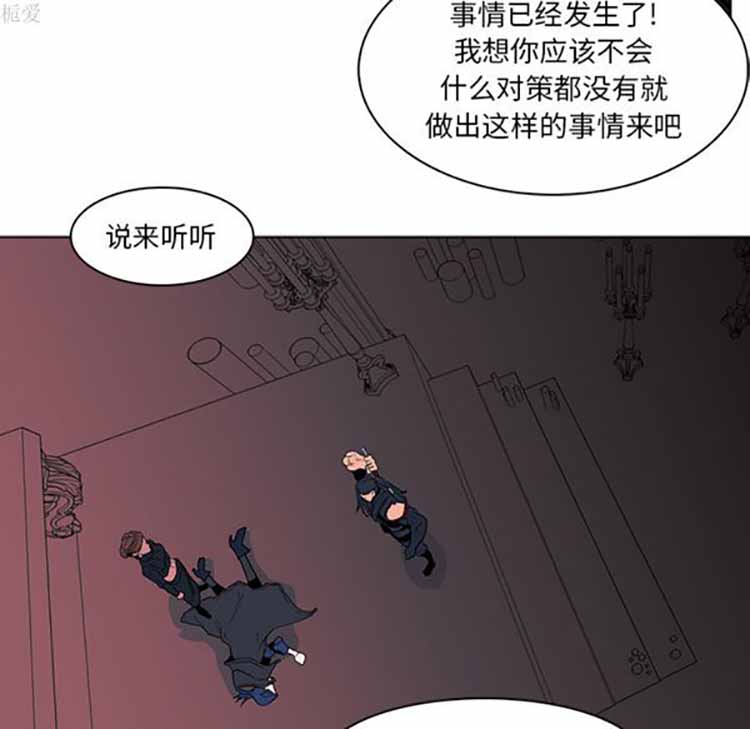 栀爱
事情已经发生了!
我想你应该不会
什么对策都没有就
做出这样的事情来吧
说来听听